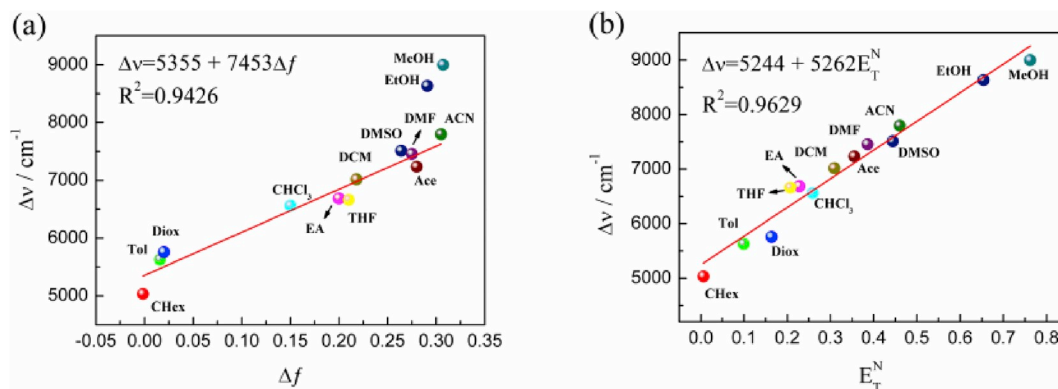 (a)
Δν=5355 + 7453Δf
R²=0.9426
MeOH
EtOH
ACN
DMF
DMSO
DCM
Ace
CHCl₃
EA
THF
Diox
Tol
CHex
9000
8000
7000
6000
5000
Δν / cm⁻¹
-0.05 0.00 0.05 0.10 0.15 0.20 0.25 0.30 0.35
Δf
(b)
Δν=5244 + 5262E_T^N
R²=0.9629
EtOH
MeOH
ACN
DMF
DMSO
EA
DCM
Ace
THF
CHCl₃
Diox
Tol
CHex
9000
8000
7000
6000
5000
Δν / cm⁻¹
0.0 0.1 0.2 0.3 0.4 0.5 0.6 0.7 0.8
E_T^N